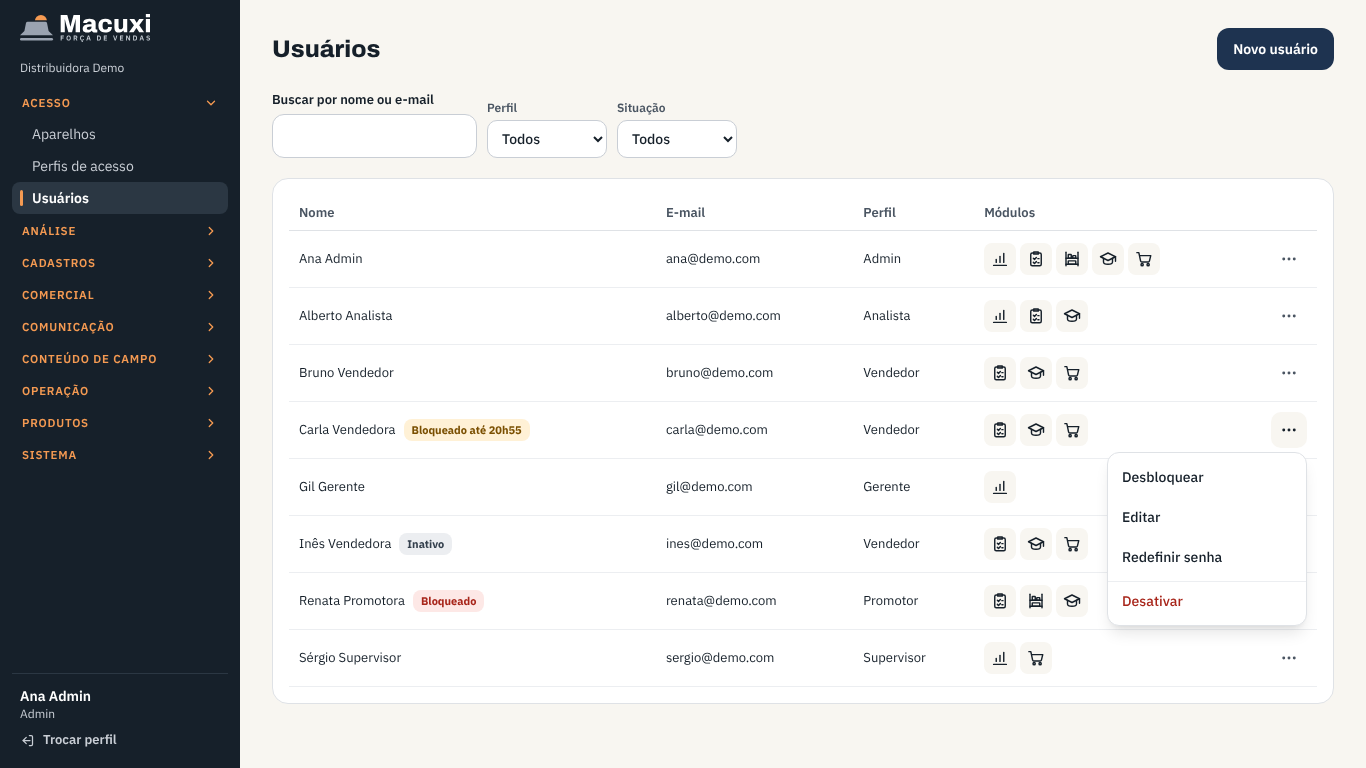 Macuxi
FORÇA DE VENDAS
Distribuidora Demo
ACESSO
Aparelhos
Perfis de acesso
Usuários
ANÁLISE
CADASTROS
COMERCIAL
COMUNICAÇÃO
CONTEÚDO DE CAMPO
OPERAÇÃO
PRODUTOS
SISTEMA
Ana Admin
Admin
Trocar perfil
Usuários
Novo usuário
Buscar por nome ou e-mail
Perfil
Situação
Todos
Todos
Nome E-mail Perfil Módulos
Ana Admin ana@demo.com Admin
Alberto Analista alberto@demo.com Analista
Bruno Vendedor bruno@demo.com Vendedor
Carla Vendedora Bloqueado até 20h55 carla@demo.com Vendedor
Gil Gerente gil@demo.com Gerente
Inês Vendedora Inativo ines@demo.com Vendedor
Renata Promotora Bloqueado renata@demo.com Promotor
Sérgio Supervisor sergio@demo.com Supervisor
Desbloquear
Editar
Redefinir senha
Desativar